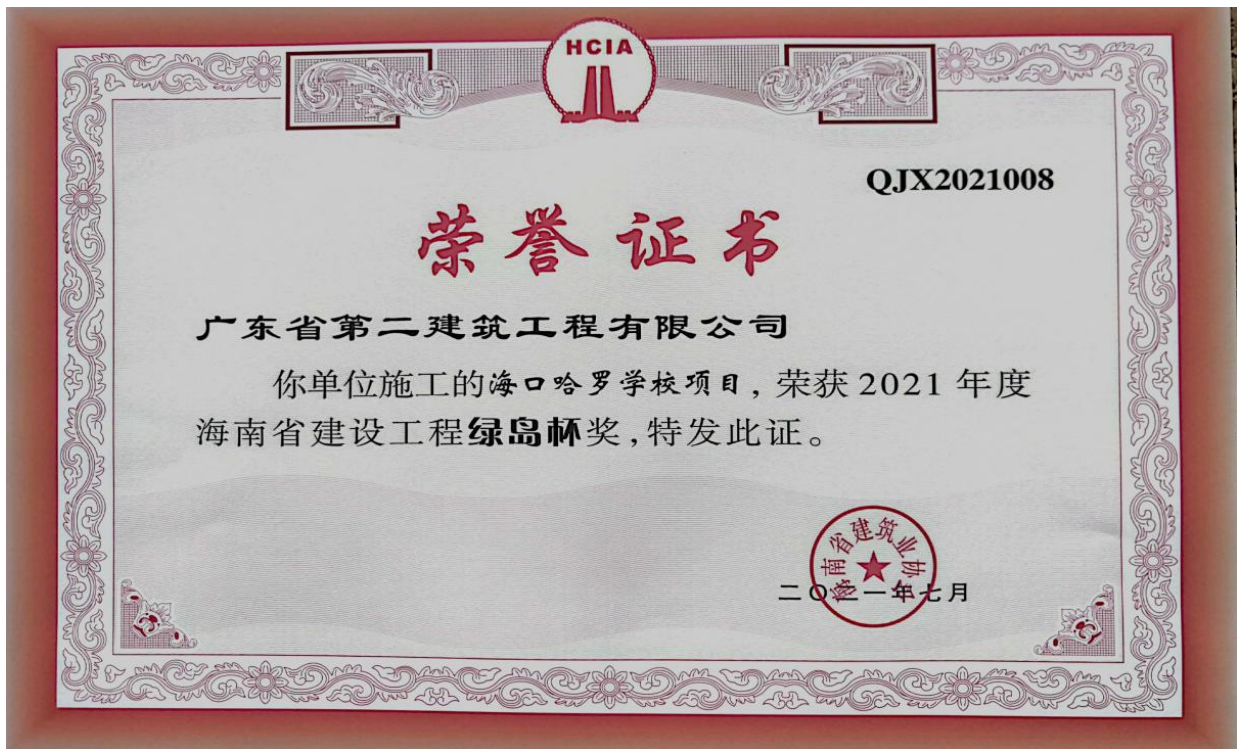 HCIA
QJX2021008
荣誉证书
广东省第二建筑工程有限公司
你单位施工的海口哈罗学校项目,荣获2021年度
海南省建设工程绿岛杯奖,特发此证。
海南省建筑业协会
二〇二一年七月